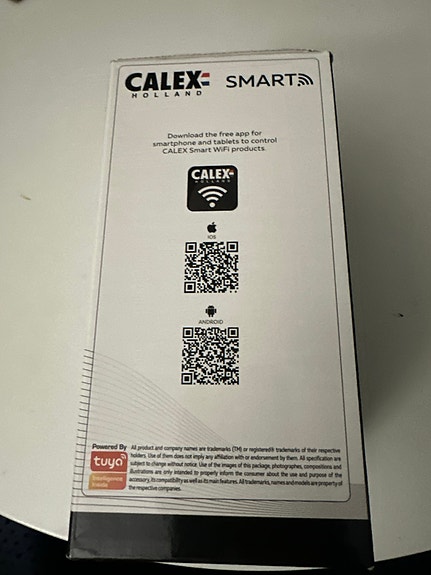 CALEX SMART
HOLLAND
Download the free app for
smartphone and tablets to control
CALEX Smart WiFi products.
CALEX
HOLLAND
iOS
ANDROID
Powered By
tuya
Intelligence
Inside
All product and company names are trademarks (TM) or registered® trademarks of their respective
holders. Use of them does not imply any affiliation with or endorsement by them. All specification are
subject to change without notice. Use of the images of this package, photographes, compositions and
illustrations are only intended to properly inform the consumer about the use and purpose of the
accessory, its compatibility as well as its main features. All trademarks, names and models are property of
the respective companies.